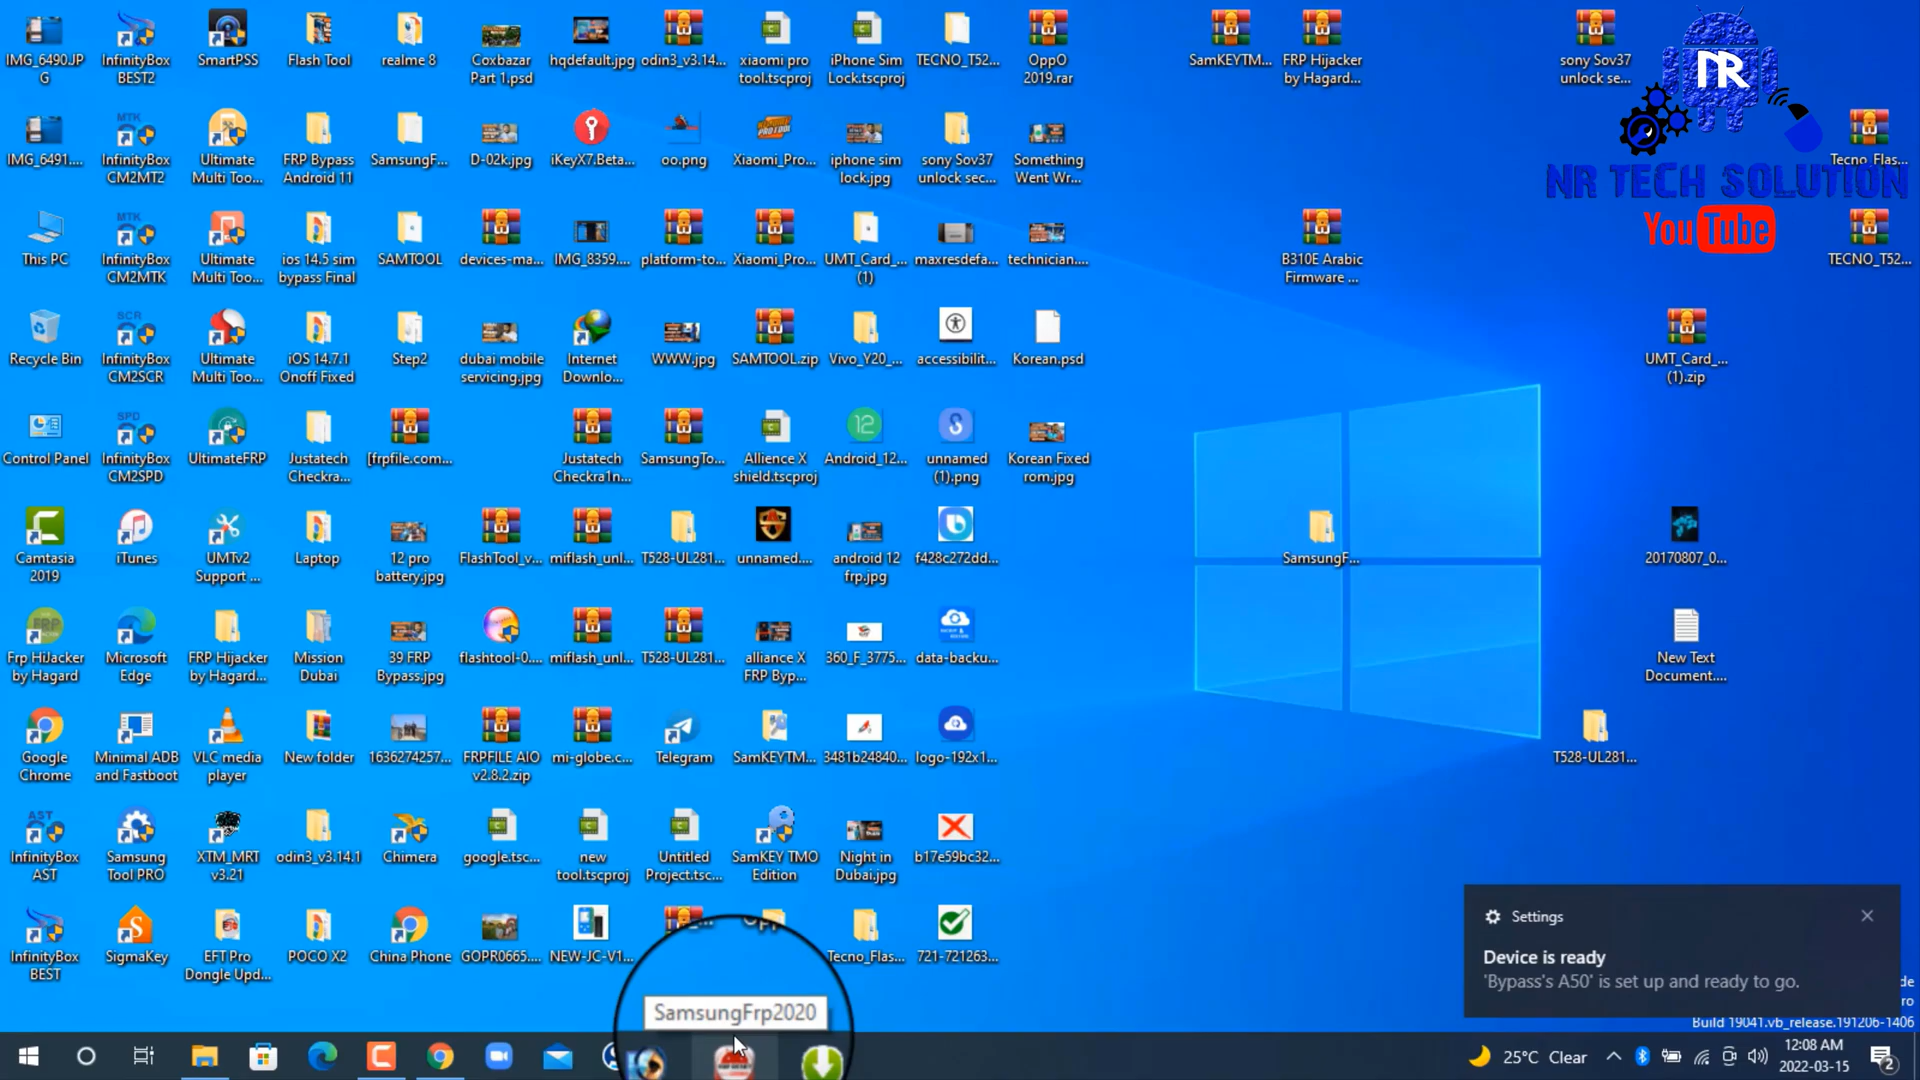 IMG_6490.JP
G
InfinityBox
BEST2
SmartPSS
Flash Tool
realme 8
Coxbazar
Part 1.psd
hqdefault.jpg
odin3_v3.14...
xiaomi pro
tool.tscproj
iPhone Sim
Lock.tscproj
TECNO_T52...
OppO
2019.rar
SamKEYTM...
FRP Hijacker
by Hagard...
sony Sov37
unlock se...
NR
IMG_6491....
MTK
InfinityBox
CM2MT2
Ultimate
Multi Too...
FRP Bypass
Android 11
SamsungF...
D-02k.jpg
iKeyX7.Beta...
oo.png
Xiaomi_Pro...
iphone sim
lock.jpg
sony Sov37
unlock sec...
Something
Went Wr...
Tecno_Flas...
NR TECH SOLUTION
YouTube
This PC
MTK
InfinityBox
CM2MTK
Ultimate
Multi Too...
ios 14.5 sim
bypass Final
SAMTOOL
devices-ma...
IMG_8359....
platform-to...
Xiaomi_Pro...
UMT_Card_...
(1)
maxresdefa...
technician....
B310E Arabic
Firmware ...
TECNO_T52...
Recycle Bin
SCR
InfinityBox
CM2SCR
Ultimate
Multi Too...
iOS 14.7.1
Onoff Fixed
Step2
dubai mobile
servicing.jpg
Internet
Downlo...
WWW.jpg
SAMTOOL.zip
Vivo_Y20_...
accessibilit...
Korean.psd
UMT_Card_...
(1).zip
Control Panel
SPD
InfinityBox
CM2SPD
UltimateFRP
Justatech
Checkra...
[frpfile.com...
Justatech
Checkra1n...
SamsungTo...
Allience X
shield.tscproj
12
Android_12...
unnamed
(1).png
Korean Fixed
rom.jpg
Camtasia
2019
iTunes
UMTv2
Support ...
Laptop
12 pro
battery.jpg
FlashTool_v...
miflash_unl...
T528-UL281...
unnamed....
android 12
frp.jpg
f428c272dd...
SamsungF...
20170807_0...
FRP
Frp HiJacker
by Hagard
Microsoft
Edge
FRP Hijacker
by Hagard...
Mission
Dubai
39 FRP
Bypass.jpg
flashtool-0....
miflash_unl...
T528-UL281...
alliance X
FRP Byp...
360_F_3775...
data-backu...
New Text
Document....
Google
Chrome
Minimal ADB
and Fastboot
VLC media
player
New folder
1636274257...
FRPFILE AIO
v2.8.2.zip
mi-globe.c...
Telegram
SamKEYTM...
3481b24840...
logo-192x1...
T528-UL281...
AST
InfinityBox
AST
Samsung
Tool PRO
XTM_MRT
v3.21
odin3_v3.14.1
Chimera
google.tsc...
new
tool.tscproj
Untitled
Project.tsc...
SamKEY TMO
Edition
Night in
Dubai.jpg
b17e59bc32...
InfinityBox
BEST
SigmaKey
EFT Pro
Dongle Upd...
POCO X2
China Phone
GOPR0665....
NEW-JC-V1...
Tecno_Flas...
721-721263...
Settings
Device is ready
'Bypass's A50' is set up and ready to go.
SamsungFrp2020
Build 19041.vb_release.191206-1406
25°C Clear
12:08 AM
2022-03-15
2